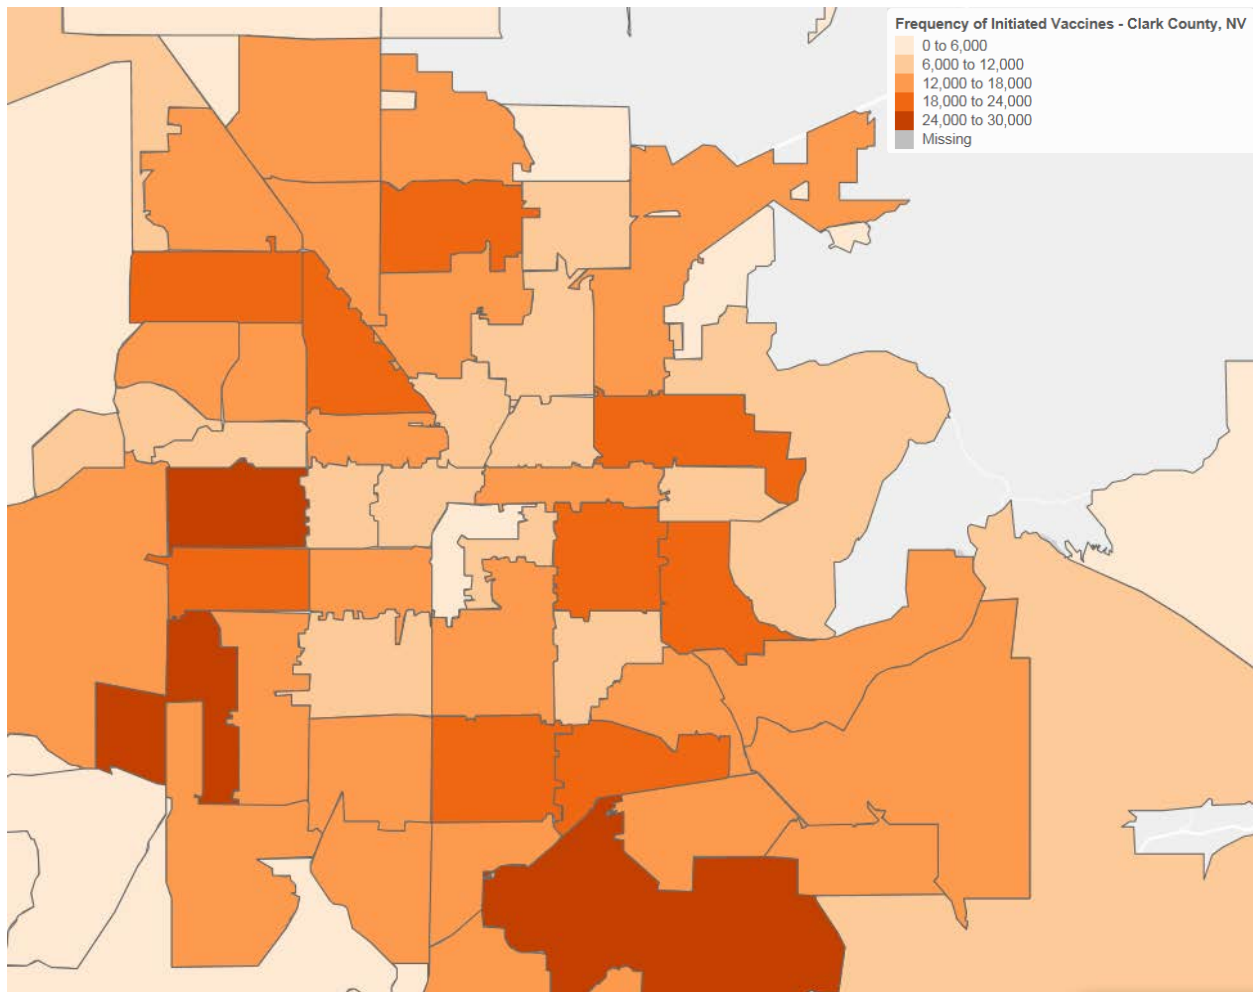 Frequency of Initiated Vaccines - Clark County, NV
0 to 6,000
6,000 to 12,000
12,000 to 18,000
18,000 to 24,000
24,000 to 30,000
Missing